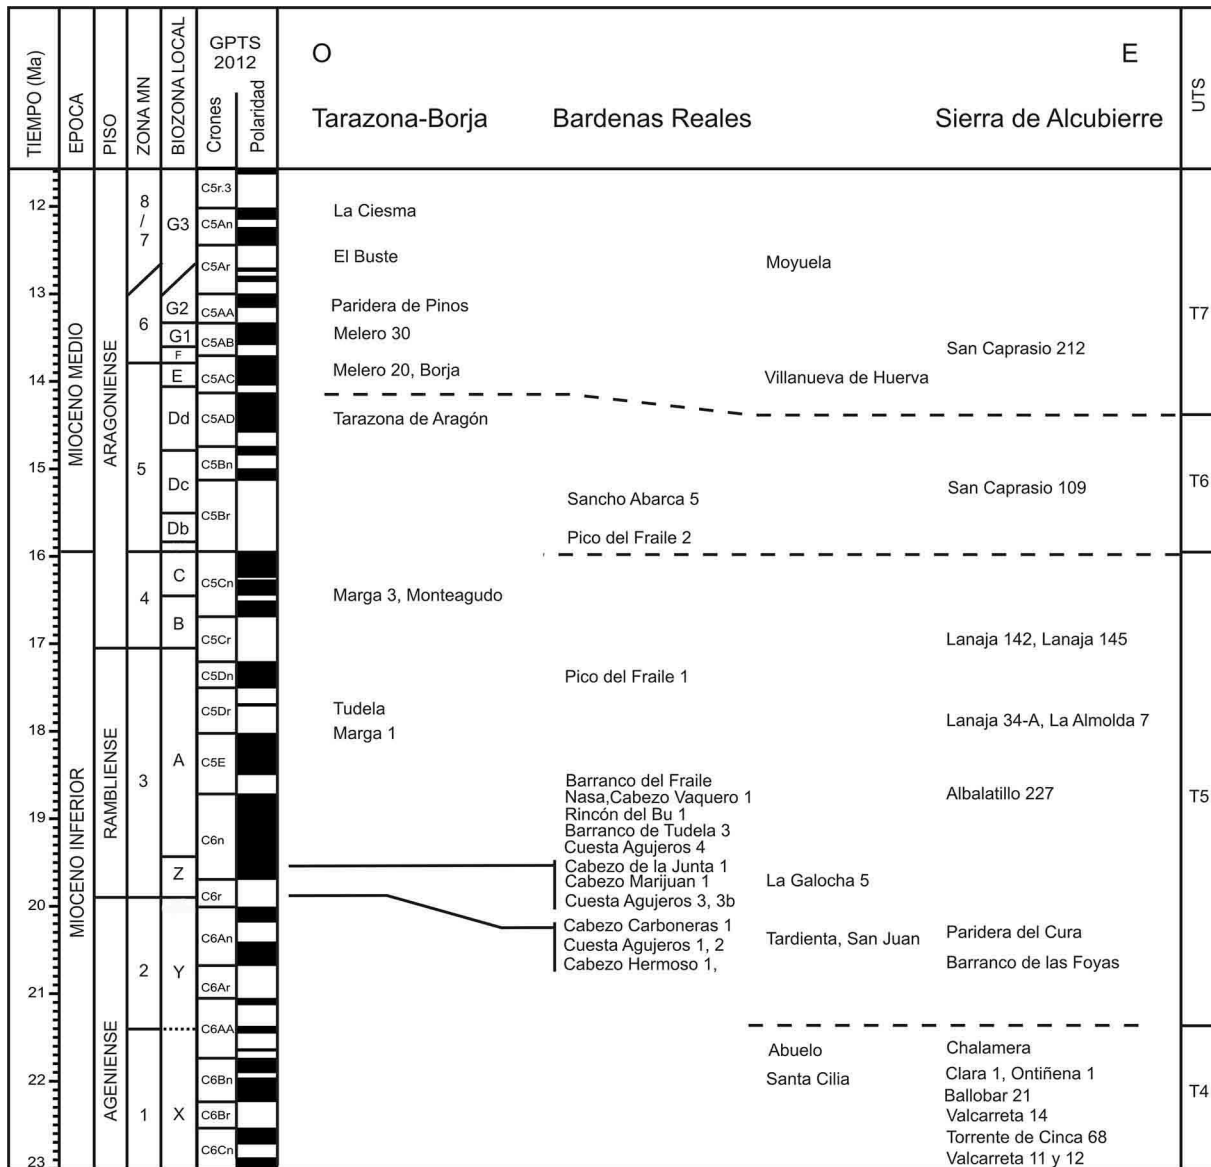 TIEMPO (Ma)
EPOCA
PISO
ZONA MN
BIOZONA LOCAL
GPTS
2012
Crones
Polaridad
O
E
UTS
Tarazona-Borja
Bardenas Reales
Sierra de Alcubierre
12
13
14
15
16
17
18
19
20
21
22
23
MIOCENO MEDIO
MIOCENO INFERIOR
ARAGONIENSE
RAMBLIENSE
AGENIENSE
8
/
7
6
5
4
3
2
1
G3
G2
G1
F
E
Dd
Dc
Db
C
B
A
Z
Y
X
C5r.3
C5An
C5Ar
C5AA
C5AB
C5AC
C5AD
C5Bn
C5Br
C5Cn
C5Cr
C5Dn
C5Dr
C5E
C6n
C6r
C6An
C6Ar
C6AA
C6Bn
C6Br
C6Cn
La Ciesma
El Buste
Paridera de Pinos
Melero 30
Melero 20, Borja
Tarazona de Aragón
Marga 3, Monteagudo
Tudela
Marga 1
Sancho Abarca 5
Pico del Fraile 2
Pico del Fraile 1
Barranco del Fraile
Nasa,Cabezo Vaquero 1
Rincón del Bu 1
Barranco de Tudela 3
Cuesta Agujeros 4
Cabezo de la Junta 1
Cabezo Marijuan 1
Cuesta Agujeros 3, 3b
Cabezo Carboneras 1
Cuesta Agujeros 1, 2
Cabezo Hermoso 1,
Moyuela
Villanueva de Huerva
La Galocha 5
Tardienta, San Juan
Abuelo
Santa Cilia
San Caprasio 212
San Caprasio 109
Lanaja 142, Lanaja 145
Lanaja 34-A, La Almolda 7
Albalatillo 227
Paridera del Cura
Barranco de las Foyas
Chalamera
Clara 1, Ontiñena 1
Ballobar 21
Valcarreta 14
Torrente de Cinca 68
Valcarreta 11 y 12
T7
T6
T5
T4